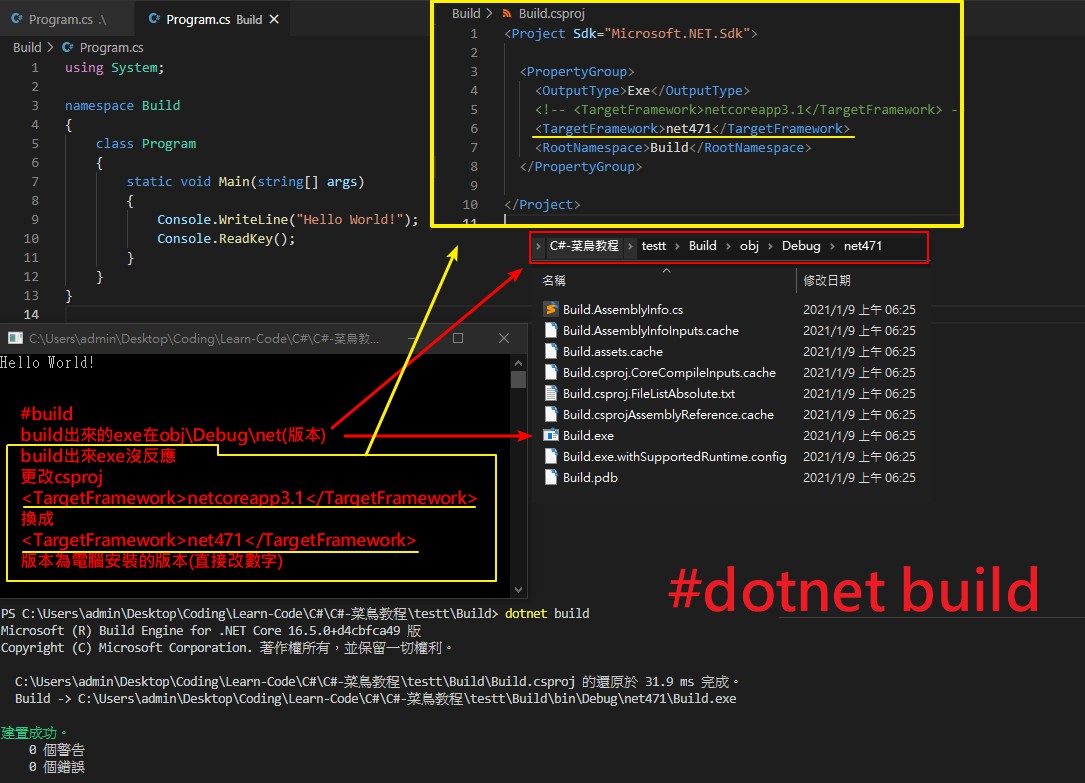 Program.cs .\
Program.cs Build
Build > Program.cs
1 using System;
2
3 namespace Build
4 {
5 class Program
6 {
7 static void Main(string[] args)
8 {
9 Console.WriteLine("Hello World!");
10 Console.ReadKey();
11 }
12 }
13 }
14
Build > Build.csproj
1 <Project Sdk="Microsoft.NET.Sdk">
2
3 <PropertyGroup>
4 <OutputType>Exe</OutputType>
5 <!-- <TargetFramework>netcoreapp3.1</TargetFramework> -
6 <TargetFramework>net471</TargetFramework>
7 <RootNamespace>Build</RootNamespace>
8 </PropertyGroup>
9
10 </Project>
11
> C#-菜鳥教程 > testt > Build > obj > Debug > net471
名稱 修改日期
Build.AssemblyInfo.cs 2021/1/9 上午 06:25
Build.AssemblyInfoInputs.cache 2021/1/9 上午 06:25
Build.assets.cache 2021/1/9 上午 06:25
Build.csproj.CoreCompileInputs.cache 2021/1/9 上午 06:25
Build.csproj.FileListAbsolute.txt 2021/1/9 上午 06:25
Build.csprojAssemblyReference.cache 2021/1/9 上午 06:25
Build.exe 2021/1/9 上午 06:25
Build.exe.withSupportedRuntime.config 2021/1/9 上午 06:25
Build.pdb 2021/1/9 上午 06:25
C:\Users\admin\Desktop\Coding\Learn-Code\C#\C#-菜鳥教...
Hello World!
#build
build出來的exe在obj\Debug\net(版本)
build出來exe沒反應
更改csproj
<TargetFramework>netcoreapp3.1</TargetFramework>
換成
<TargetFramework>net471</TargetFramework>
版本為電腦安裝的版本(直接改數字)
#dotnet build
PS C:\Users\admin\Desktop\Coding\Learn-Code\C#\C#-菜鳥教程\testt\Build> dotnet build
Microsoft (R) Build Engine for .NET Core 16.5.0+d4cbfca49 版
Copyright (C) Microsoft Corporation. 著作權所有，並保留一切權利。
C:\Users\admin\Desktop\Coding\Learn-Code\C#\C#-菜鳥教程\testt\Build\Build.csproj 的還原於 31.9 ms 完成。
Build -> C:\Users\admin\Desktop\Coding\Learn-Code\C#\C#-菜鳥教程\testt\Build\bin\Debug\net471\Build.exe
建置成功。
0 個警告
0 個錯誤